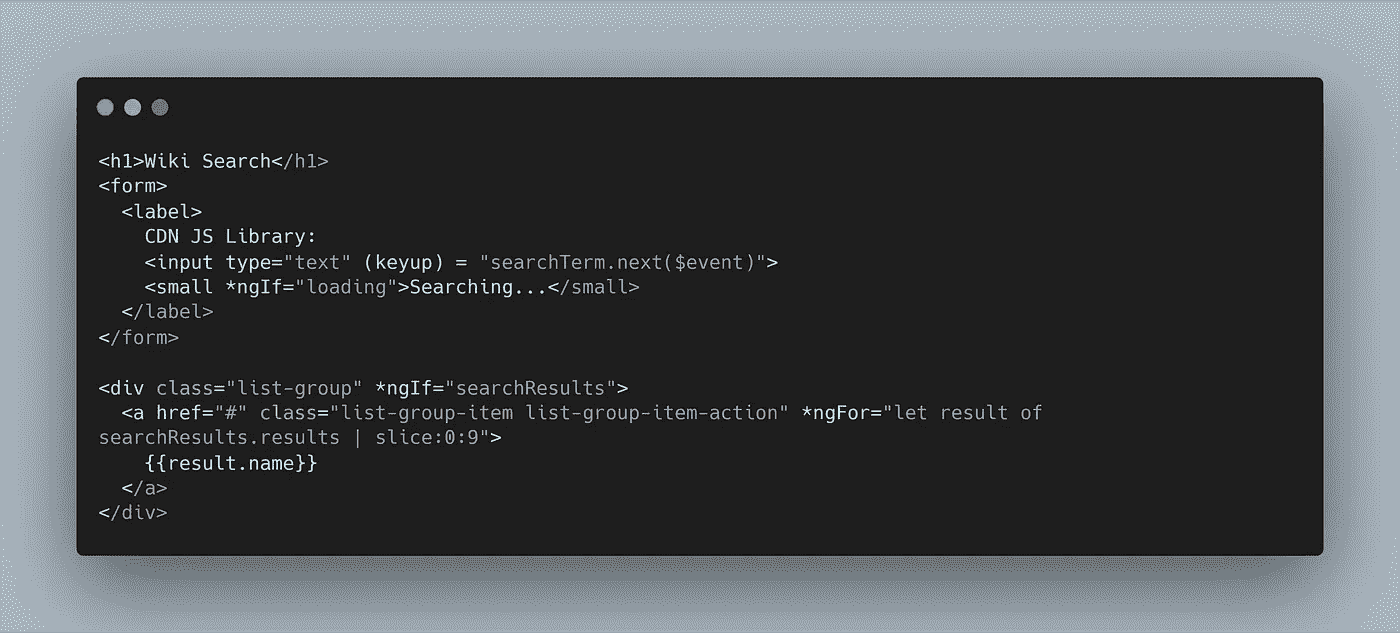 <h1>Wiki Search</h1>
<form>
  <label>
    CDN JS Library:
    <input type="text" (keyup) = "searchTerm.next($event)">
    <small *ngIf="loading">Searching...</small>
  </label>
</form>

<div class="list-group" *ngIf="searchResults">
  <a href="#" class="list-group-item list-group-item-action" *ngFor="let result of
searchResults.results | slice:0:9">
    {{result.name}}
  </a>
</div>